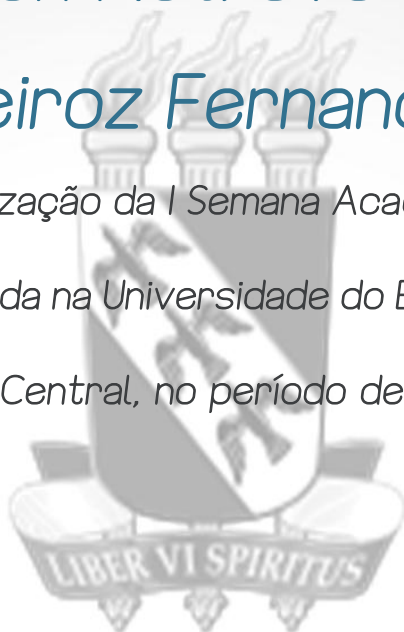 eiroz Fernand
zação da I Semana Aca
da na Universidade do E
Central, no período de
LIBER VI SPIRITUS